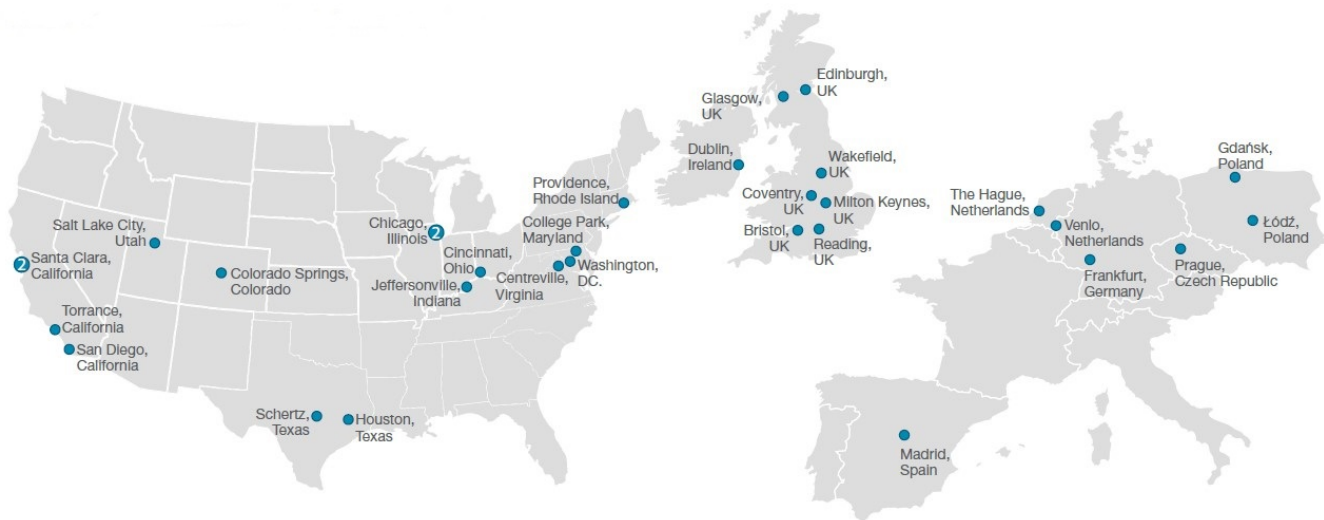 Salt Lake City,
Utah
2
Santa Clara,
California
Torrance,
California
San Diego,
California
Colorado Springs,
Colorado
Schertz,
Texas
Houston,
Texas
Chicago,
Illinois
2
Cincinnati,
Ohio
Jeffersonville,
Indiana
Providence,
Rhode Island
College Park,
Maryland
Washington,
DC.
Centreville,
Virginia
Edinburgh,
UK
Glasgow,
UK
Dublin,
Ireland
Wakefield,
UK
Coventry,
UK
Milton Keynes,
UK
Bristol,
UK
Reading,
UK
Gdańsk,
Poland
The Hague,
Netherlands
Venlo,
Netherlands
Łódź,
Poland
Frankfurt,
Germany
Prague,
Czech Republic
Madrid,
Spain